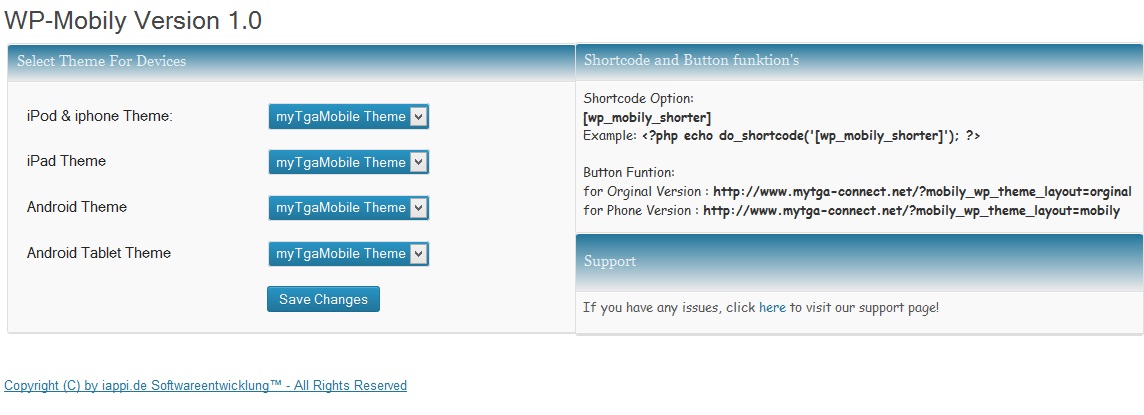 WP-Mobily Version 1.0
Select Theme For Devices
iPod & iphone Theme:
myTgaMobile Theme
iPad Theme
myTgaMobile Theme
Android Theme
myTgaMobile Theme
Android Tablet Theme
myTgaMobile Theme
Save Changes
Shortcode and Button funktion's
Shortcode Option:
[wp_mobily_shorter]
Example: <?php echo do_shortcode('[wp_mobily_shorter]'); ?>
Button Funtion:
for Orginal Version : http://www.mytga-connect.net/?mobily_wp_theme_layout=orginal
for Phone Version : http://www.mytga-connect.net/?mobily_wp_theme_layout=mobily
Support
If you have any issues, click here to visit our support page!
Copyright (C) by iappi.de Softwareentwicklung™ - All Rights Reserved